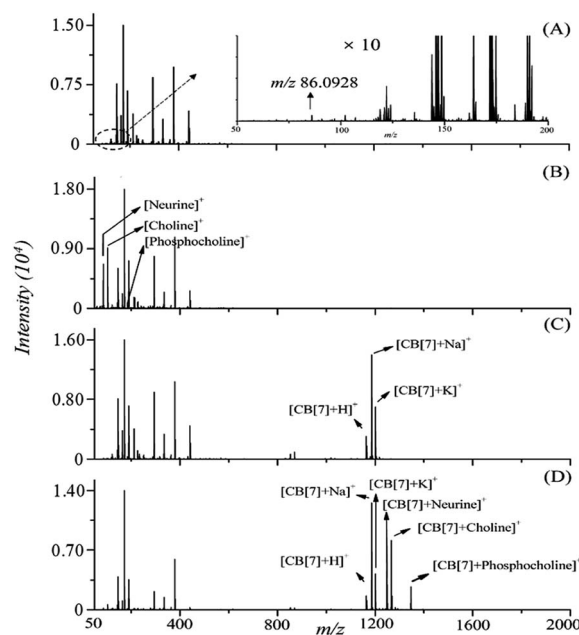 (A)
1.50
0.75
0
× 10
m/z 86.0928
50 100 150 200
m/z
(B)
1.80
0.90
0
[Neurine]+
[Choline]+
[Phosphocholine]+
Intensity (10⁴)
(C)
1.60
0.80
0
[CB[7]+Na]+
[CB[7]+K]+
[CB[7]+H]+
(D)
1.40
0.70
0
[CB[7]+Na]+
[CB[7]+K]+
[CB[7]+Neurine]+
[CB[7]+Choline]+
[CB[7]+H]+
[CB[7]+Phosphocholine]+
50 400 800 1200 1600 2000
m/z